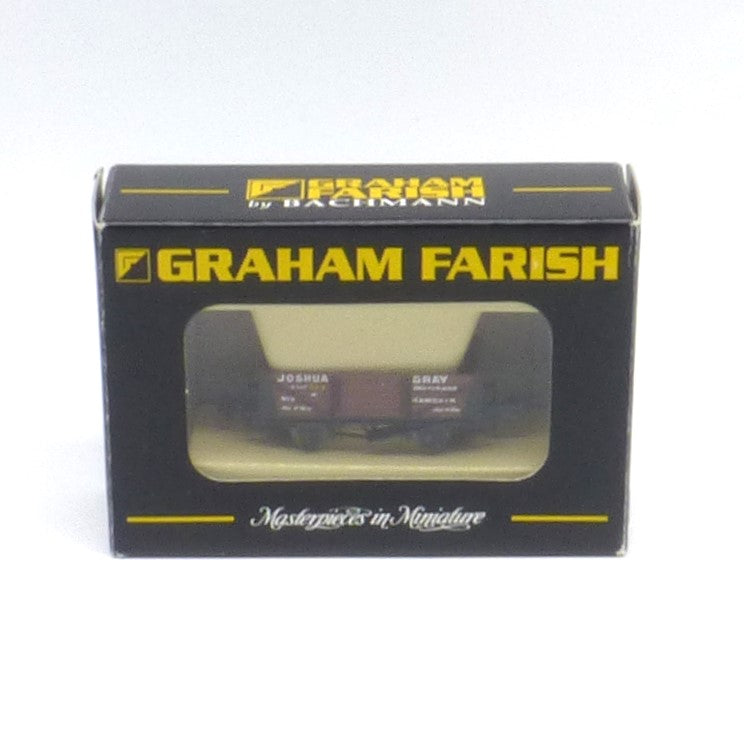 GRAHAM
FARISH
by BACHMANN
GRAHAM FARISH
JOSHUA GRAY
Masterpieces in Miniature